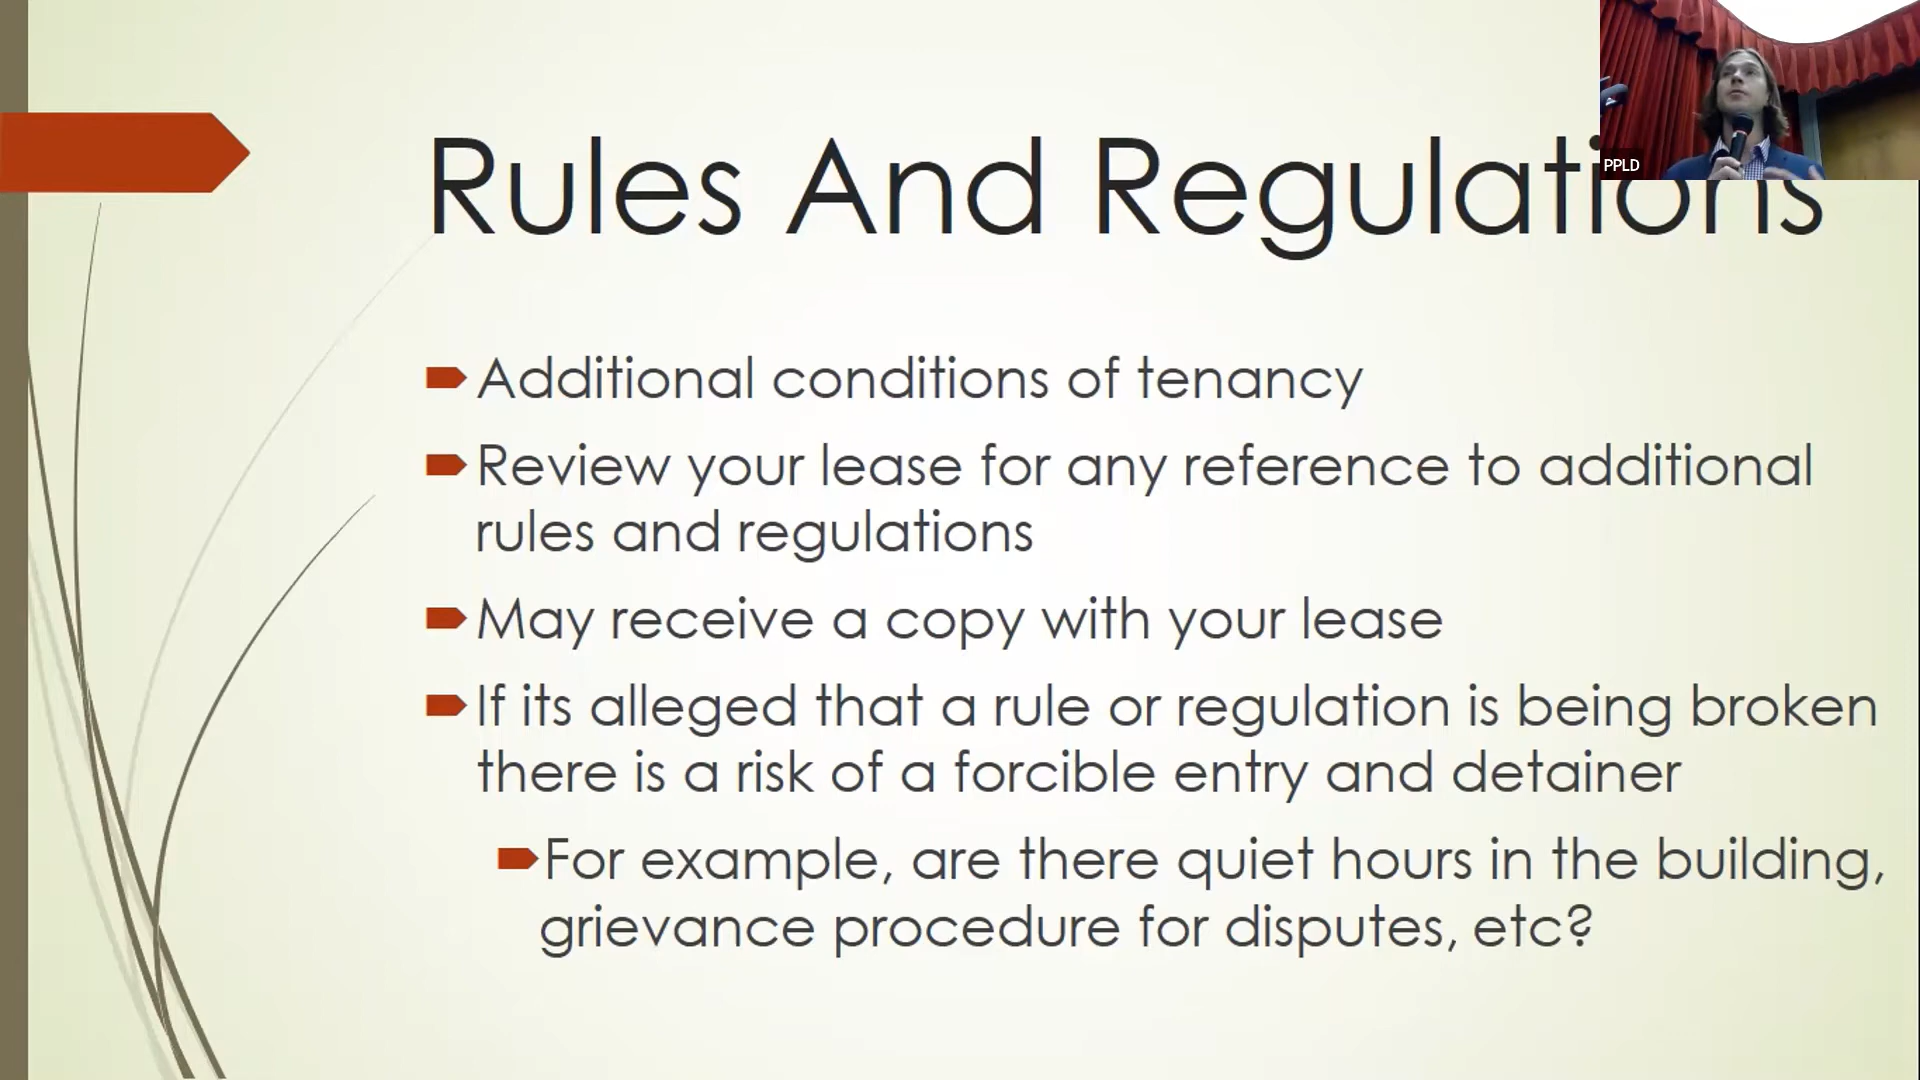 Rules And Regulations
PPLD
Additional conditions of tenancy
Review your lease for any reference to additional
rules and regulations
May receive a copy with your lease
If its alleged that a rule or regulation is being broken
there is a risk of a forcible entry and detainer
For example, are there quiet hours in the building,
grievance procedure for disputes, etc?